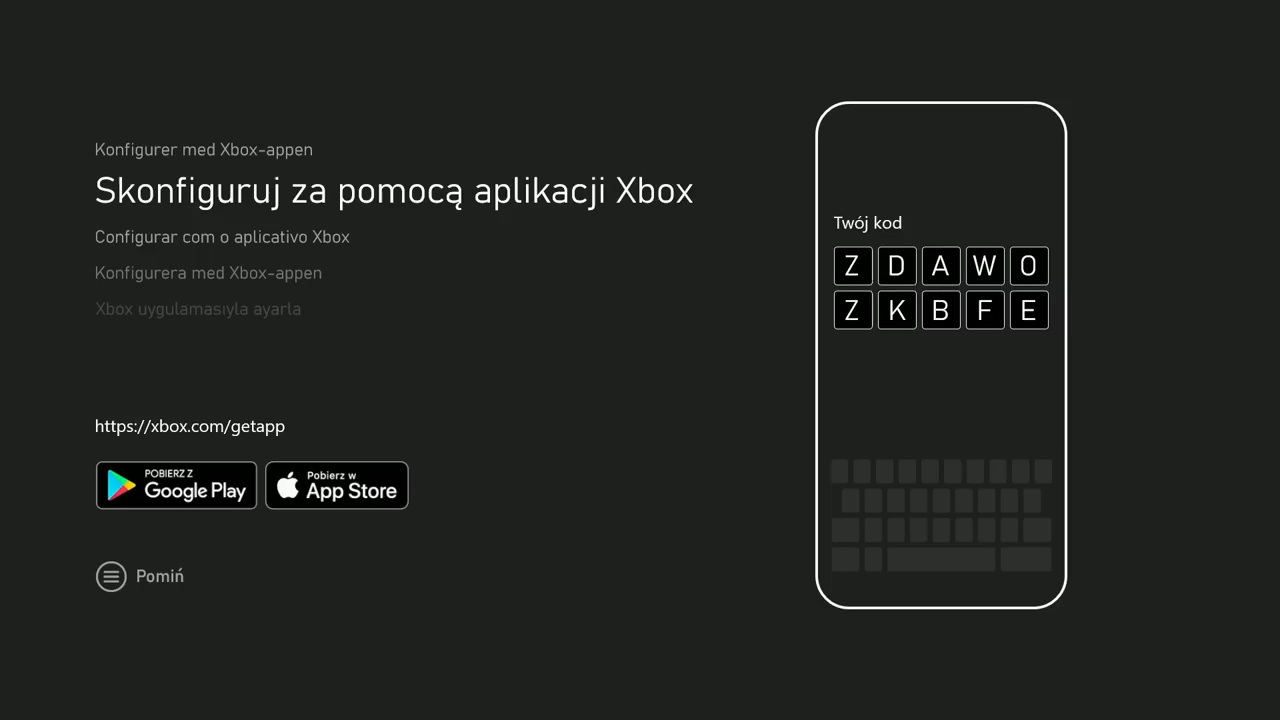 Konfigurer med Xbox-appen
Skonfiguruj za pomocą aplikacji Xbox
Configurar com o aplicativo Xbox
Konfigurera med Xbox-appen
Xbox uygulamasıyla ayarla
https://xbox.com/getapp
POBIERZ Z
Google Play
Pobierz w
App Store
Pomiń
Twój kod
Z D A W O
Z K B F E